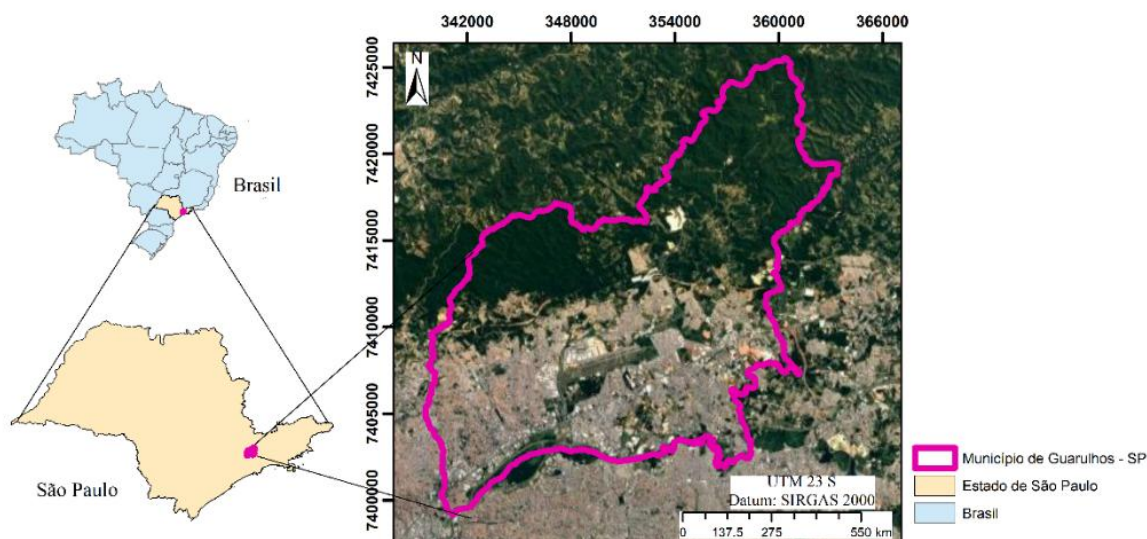 342000 348000 354000 360000 366000
7425000
7420000
7415000
7410000
7405000
7400000
N
Brasil
São Paulo
UTM 23 S
Datum: SIRGAS 2000
0 137.5 275 550 km
Município de Guarulhos - SP
Estado de São Paulo
Brasil